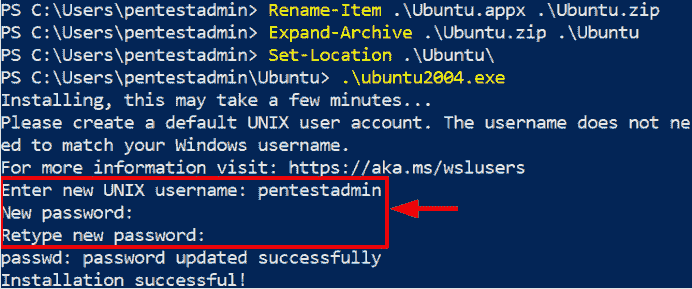 PS C:\Users\pentestadmin> Rename-Item .\Ubuntu.appx .\Ubuntu.zip
PS C:\Users\pentestadmin> Expand-Archive .\Ubuntu.zip .\Ubuntu
PS C:\Users\pentestadmin> Set-Location .\Ubuntu\
PS C:\Users\pentestadmin\Ubuntu> .\ubuntu2004.exe
Installing, this may take a few minutes...
Please create a default UNIX user account. The username does not ne
ed to match your Windows username.
For more information visit: https://aka.ms/wslusers
Enter new UNIX username: pentestadmin
New password:
Retype new password:
passwd: password updated successfully
Installation successful!